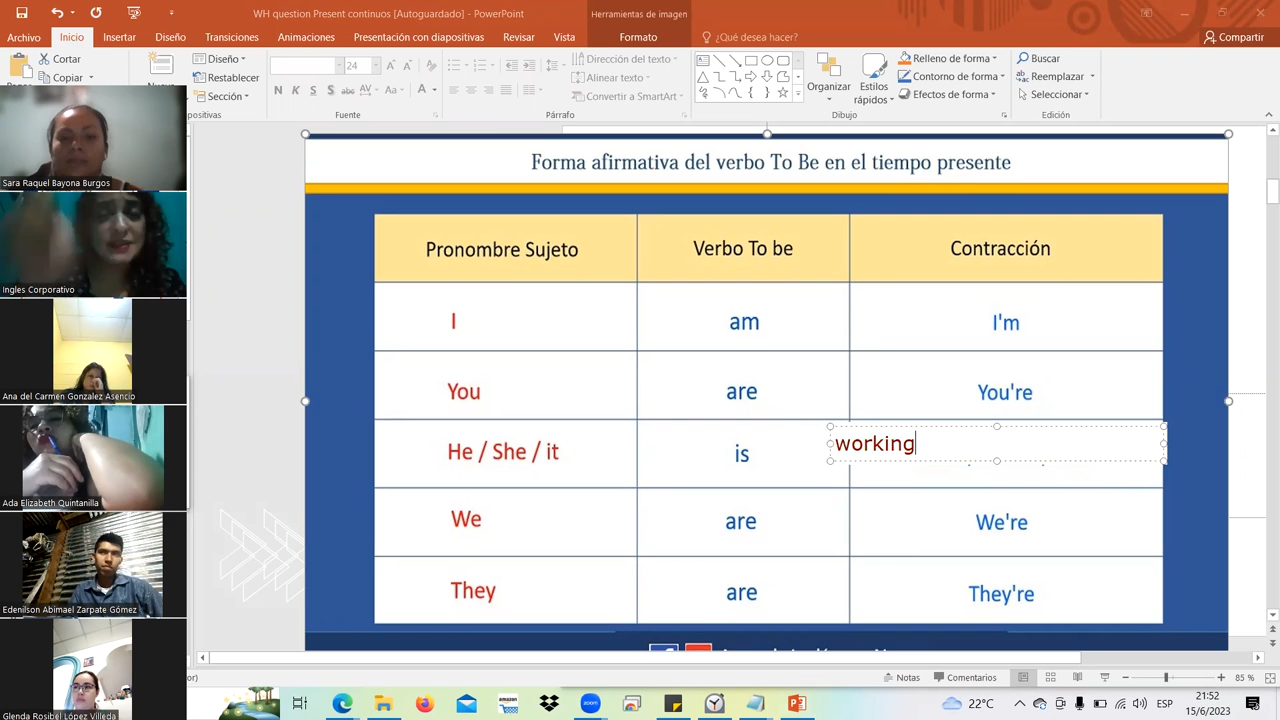 WH question Present continuos [Autoguardado] - PowerPoint
Herramientas de imagen
Archivo
Inicio
Insertar
Diseño
Transiciones
Animaciones
Presentación con diapositivas
Revisar
Vista
Formato
¿Qué desea hacer?
Compartir
Cortar
Copiar
Diseño
Restablecer
Sección
24
N K S S abc AV Aa A
Fuente
Dirección del texto
Alinear texto
Convertir a SmartArt
Párrafo
Organizar
Estilos
rápidos
Relleno de forma
Contorno de forma
Efectos de forma
Dibujo
Buscar
Reemplazar
Seleccionar
Edición
Sara Raquel Bayona Burgos
Ingles Corporativo
Ana del Carmen Gonzalez Asencio
Ada Elizabeth Quintanilla
Edenilson Abimael Zarpate Gómez
Glenda Rosibel López Villeda
Forma afirmativa del verbo To Be en el tiempo presente
Pronombre Sujeto Verbo To be Contracción
I am I'm
You are You're
He / She / it is working
We are We're
They are They're
Notas
Comentarios
85 %
amazon
zoom
22°C
ESP
21:52
15/6/2023